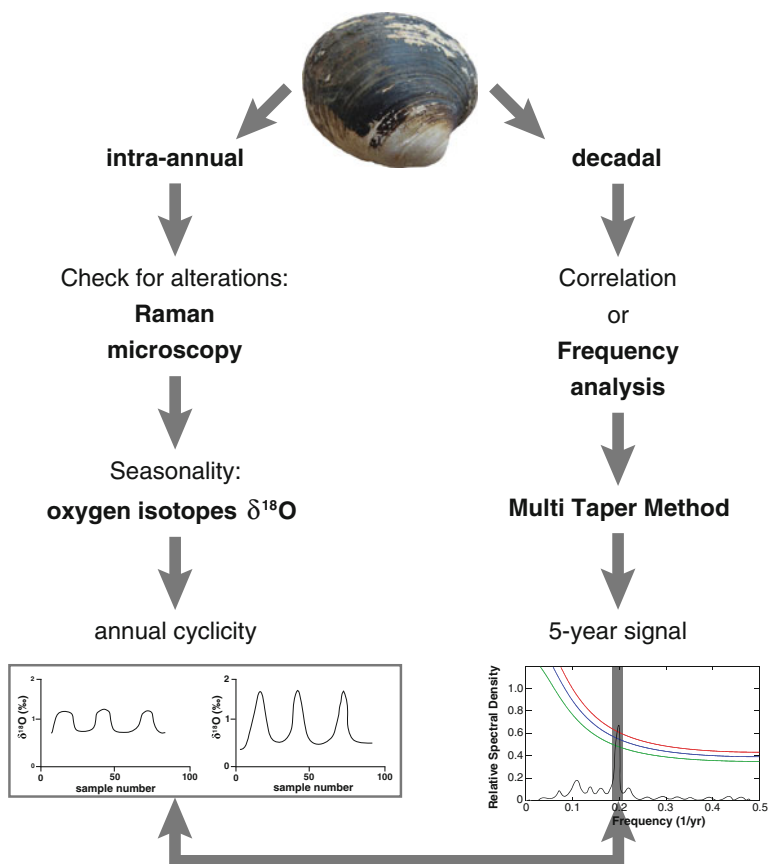 intra-annual
Check for alterations:
Raman
microscopy
Seasonality:
oxygen isotopes δ¹⁸O
annual cyclicity
δ¹⁸O (‰)
2
1
0
0
50
100
sample number
δ¹⁸O (‰)
2
1
0
0
50
100
sample number
decadal
Correlation
or
Frequency
analysis
Multi Taper Method
5-year signal
Relative Spectral Density
1.0
0.8
0.6
0.4
0.2
0
0
0.1
0.2
0.3
0.4
0.5
Frequency (1/yr)